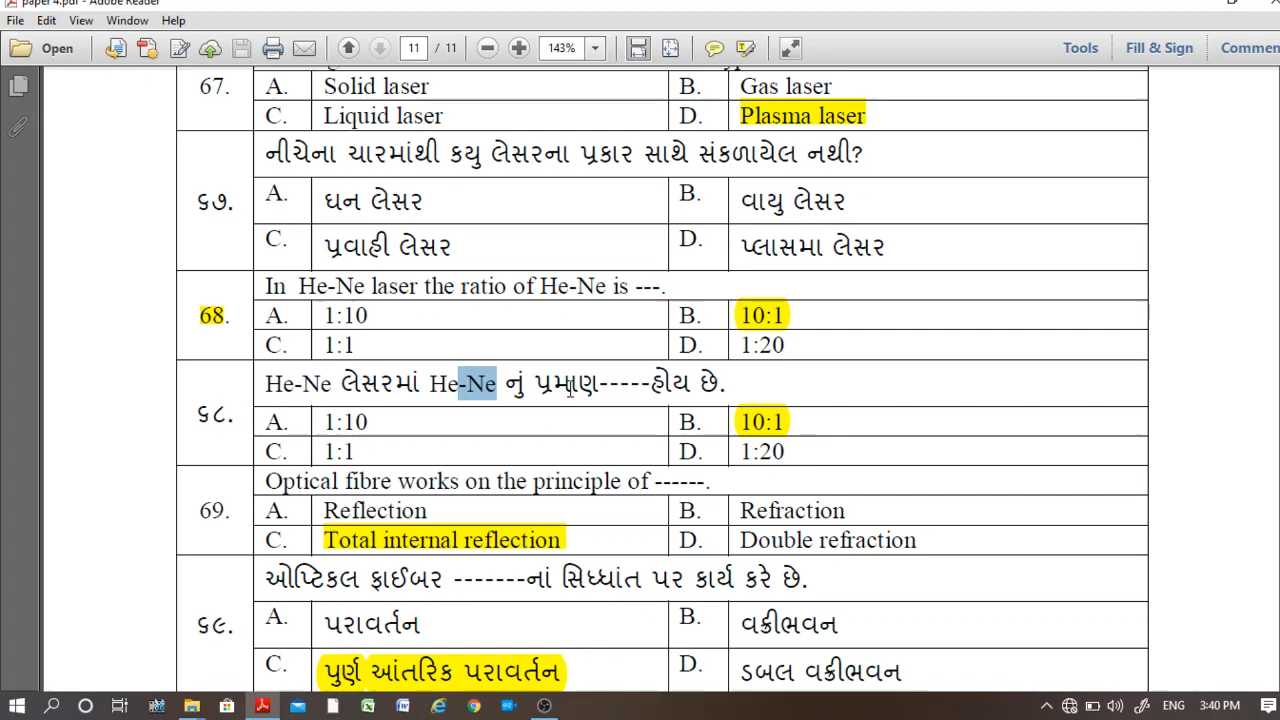 paper 4.pdf - Adobe Reader
File Edit View Window Help
Open 11 / 11 143% Tools Fill & Sign Commen
67. A. Solid laser B. Gas laser
C. Liquid laser D. Plasma laser
નીચેના ચારમાંથી કયુ લેસરના પ્રકાર સાથે સંકળાયેલ નથી?
૬૭. A. ઘન લેસર B. વાયુ લેસર
C. પ્રવાહી લેસર D. પ્લાસમા લેસર
In He-Ne laser the ratio of He-Ne is ---.
68. A. 1:10 B. 10:1
C. 1:1 D. 1:20
He-Ne લેસરમાં He-Ne નું પ્રમાણ-----હોય છે.
૬૮. A. 1:10 B. 10:1
C. 1:1 D. 1:20
Optical fibre works on the principle of ------.
69. A. Reflection B. Refraction
C. Total internal reflection D. Double refraction
ઓપ્ટિકલ ફાઈબર -------નાં સિધ્ધાંત પર કાર્ય કરે છે.
૬૯. A. પરાવર્તન B. વક્રીભવન
C. પુર્ણ આંતરિક પરાવર્તન D. ડબલ વક્રીભવન
ENG 3:40 PM